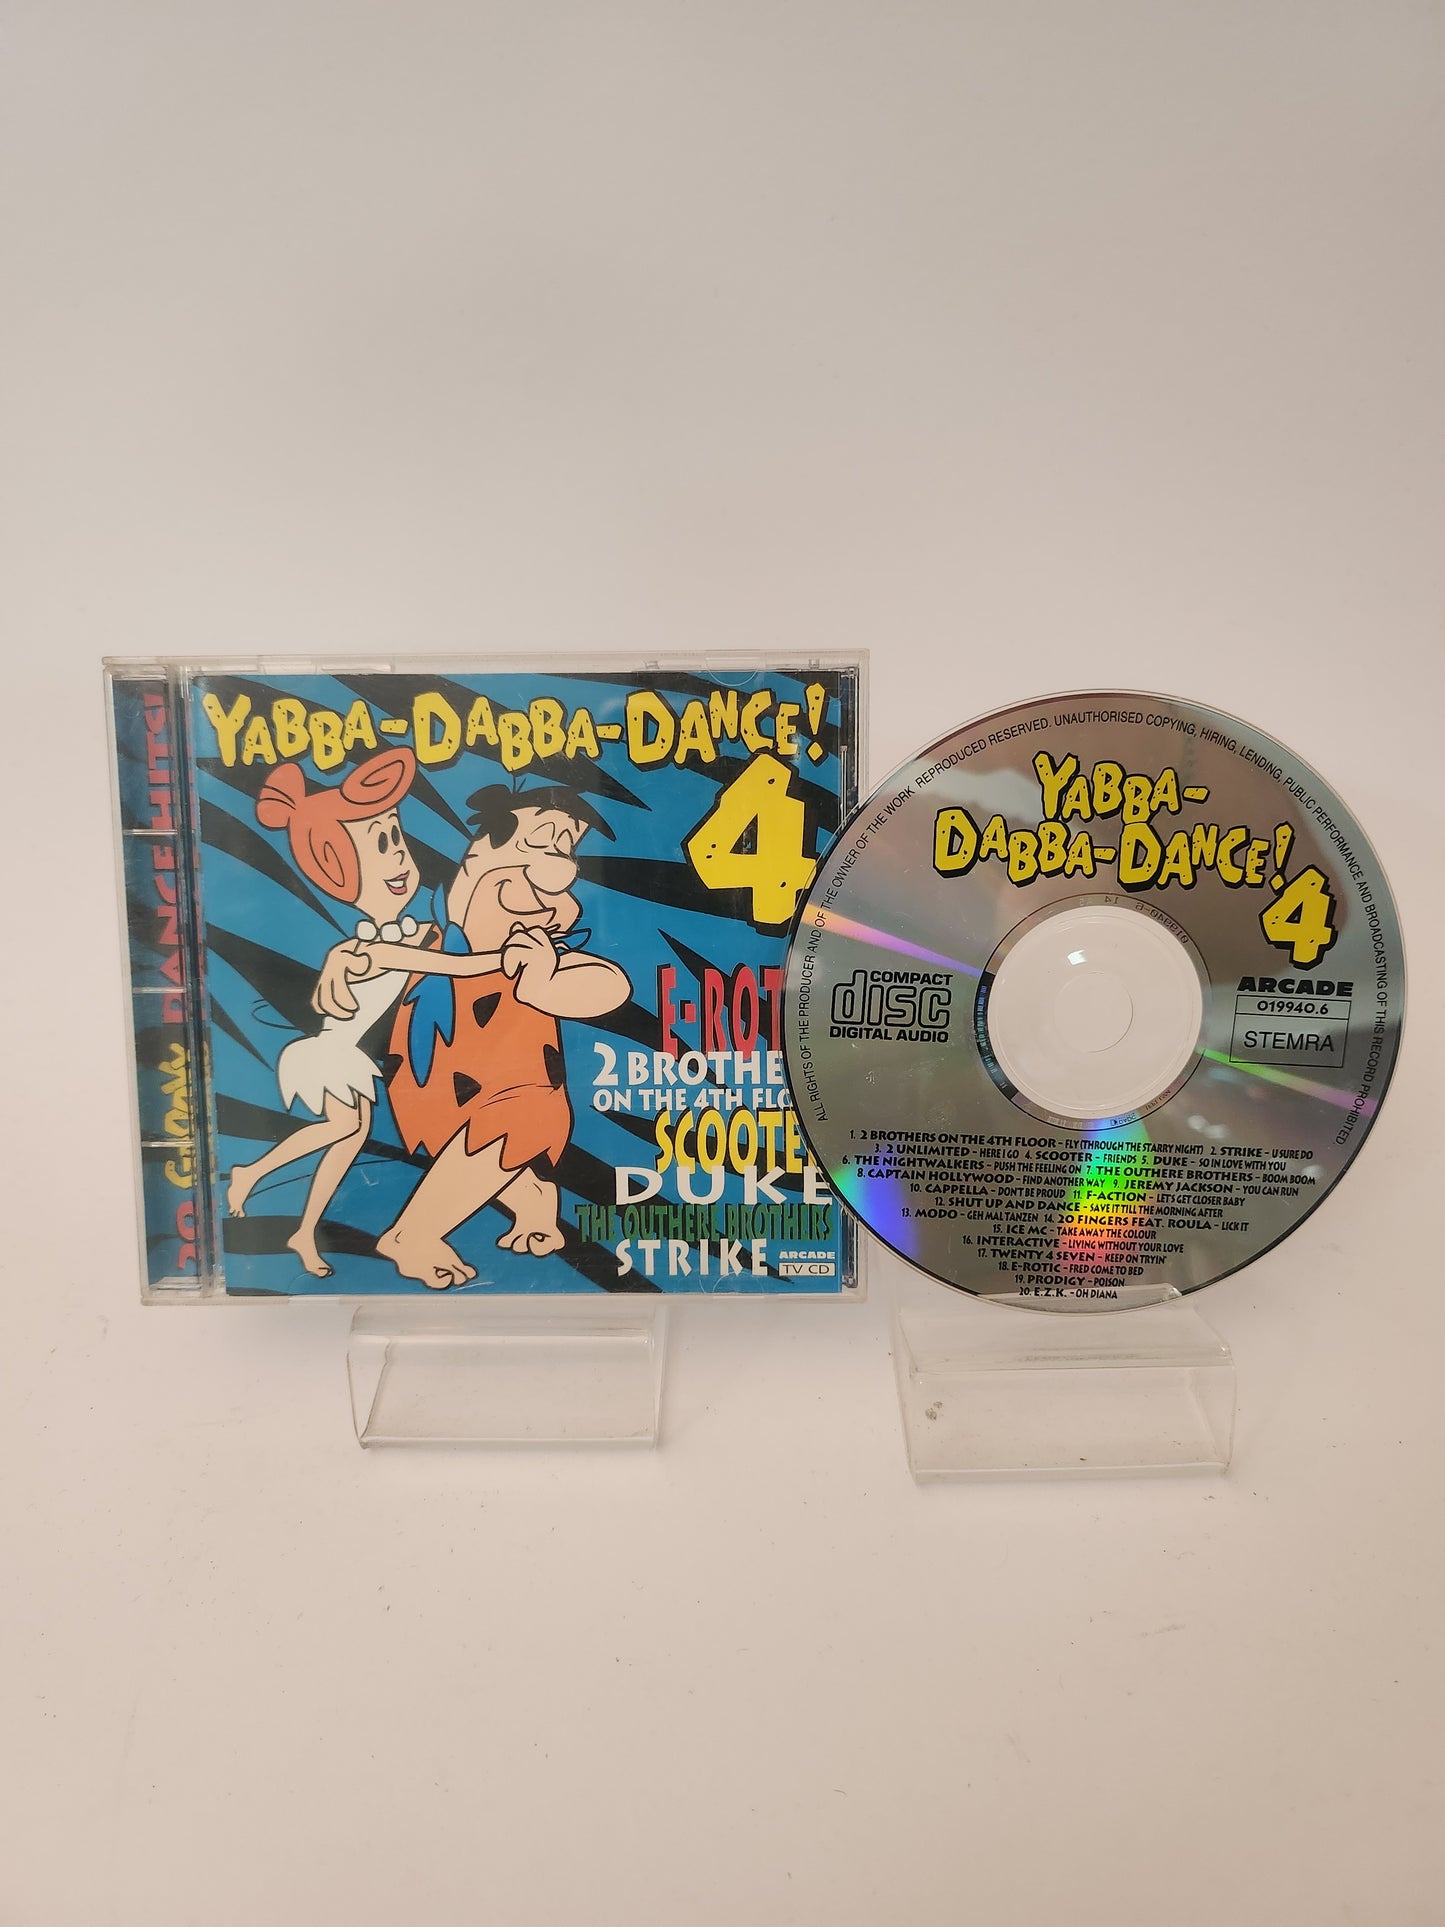 YABBA-DABBA-DANCE!
4
DANCE HITS!
20
E-ROT
2 BROTHE
ON THE 4TH FLO
SCOOTE
DUKE
THE OUTHERE BROTHERS
STRIKE
ARCADE
TV CD
ALL RIGHTS OF THE PRODUCER AND OF THE OWNER OF THE WORK REPRODUCED RESERVED. UNAUTHORISED COPYING, HIRING, LENDING, PUBLIC PERFORMANCE AND BROADCASTING OF THIS RECORD PROHIBITED.
YABBA-
DABBA-DANCE!
4
COMPACT
disc
DIGITAL AUDIO
ARCADE
019940.6
STEMRA
1. 2 BROTHERS ON THE 4TH FLOOR - FLY (THROUGH THE STARRY NIGHT) 2. STRIKE - U SURE DO
3. 2 UNLIMITED - HERE I GO 4. SCOOTER - FRIENDS 5. DUKE - SO IN LOVE WITH YOU
6. THE NIGHTWALKERS - PUSH THE FEELING ON 7. THE OUTHERE BROTHERS - BOOM BOOM
8. CAPTAIN HOLLYWOOD - FIND ANOTHER WAY 9. JEREMY JACKSON - YOU CAN RUN
10. CAPPELLA - DON'T BE PROUD 11. F-ACTION - LET'S GET CLOSER BABY
12. SHUT UP AND DANCE - SAVE IT TILL THE MORNING AFTER
13. MODO - GEH MAL TANZEN 14. 20 FINGERS FEAT. ROULA - LICK IT
15. ICE MC - TAKE AWAY THE COLOUR
16. INTERACTIVE - LIVING WITHOUT YOUR LOVE
17. TWENTY 4 SEVEN - KEEP ON TRYIN'
18. E-ROTIC - FRED COME TO BED
19. PRODIGY - POISON
20. E.Z.K. - OH DIANA